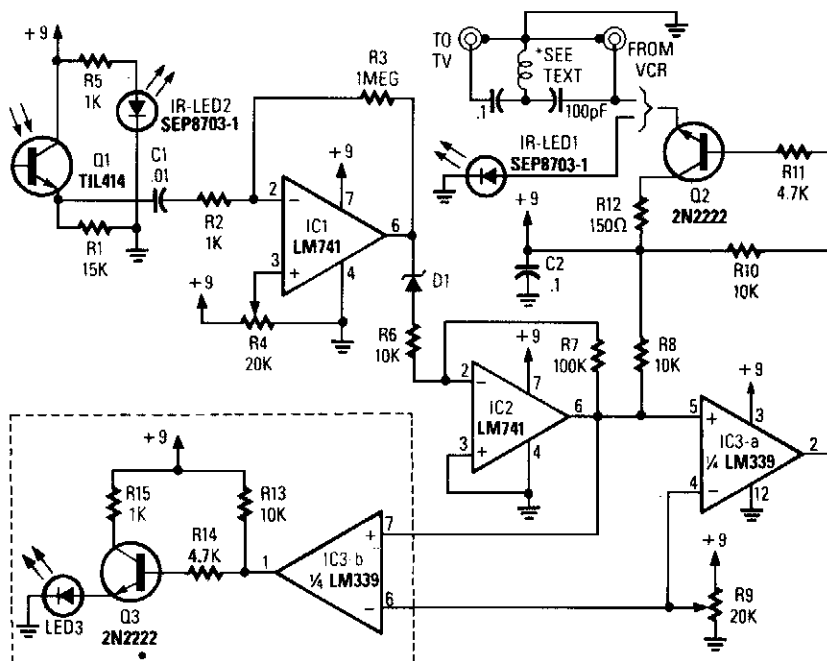 +9
R5
1K
IR-LED2
SEP8703-1
Q1
TIL414
C1
.01
R1
15K
R2
1K
R3
1MEG
+9
2
7
IC1
LM741
6
3
4
+9
R4
20K
D1
R6
10K
TO
TV
*SEE
TEXT
FROM
VCR
.1
100pF
IR-LED1
SEP8703-1
Q2
2N2222
R11
4.7K
+9
R12
150Ω
C2
.1
R10
10K
+9
2
7
IC2
LM741
6
3
4
R7
100K
R8
10K
+9
5
3
IC3-a
¼ LM339
2
4
12
+9
R9
20K
+9
R15
1K
R13
10K
R14
4.7K
1
7
IC3-b
¼ LM339
6
LED3
Q3
2N2222